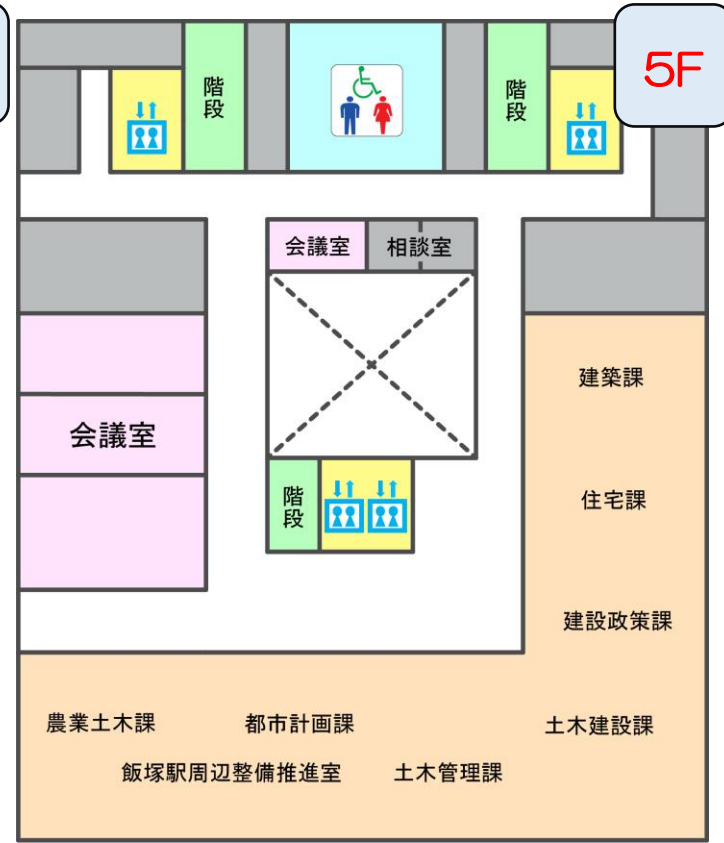 5F
階段
階段
会議室
相談室
建築課
会議室
階段
住宅課
建設政策課
農業土木課
都市計画課
土木建設課
飯塚駅周辺整備推進室
土木管理課